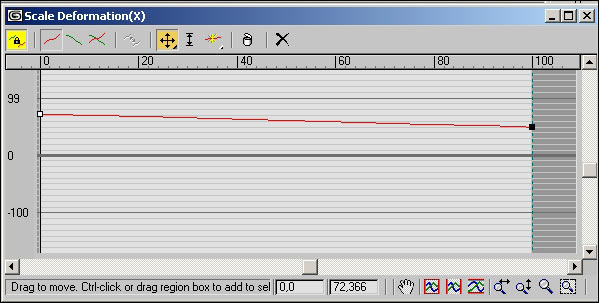 Scale Deformation(X)
0 20 40 60 80 100
99
0
-100
Drag to move. Ctrl-click or drag region box to add to sel 0,0 72,366